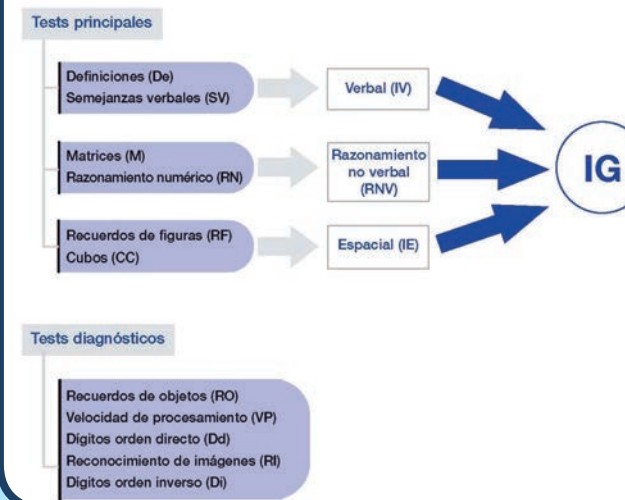 Tests principales
Definiciones (De)
Semejanzas verbales (SV)
Verbal (IV)
Matrices (M)
Razonamiento numérico (RN)
Razonamiento
no verbal
(RNV)
IG
Recuerdos de figuras (RF)
Cubos (CC)
Espacial (IE)
Tests diagnósticos
Recuerdos de objetos (RO)
Velocidad de procesamiento (VP)
Dígitos orden directo (Dd)
Reconocimiento de imágenes (RI)
Dígitos orden inverso (Di)